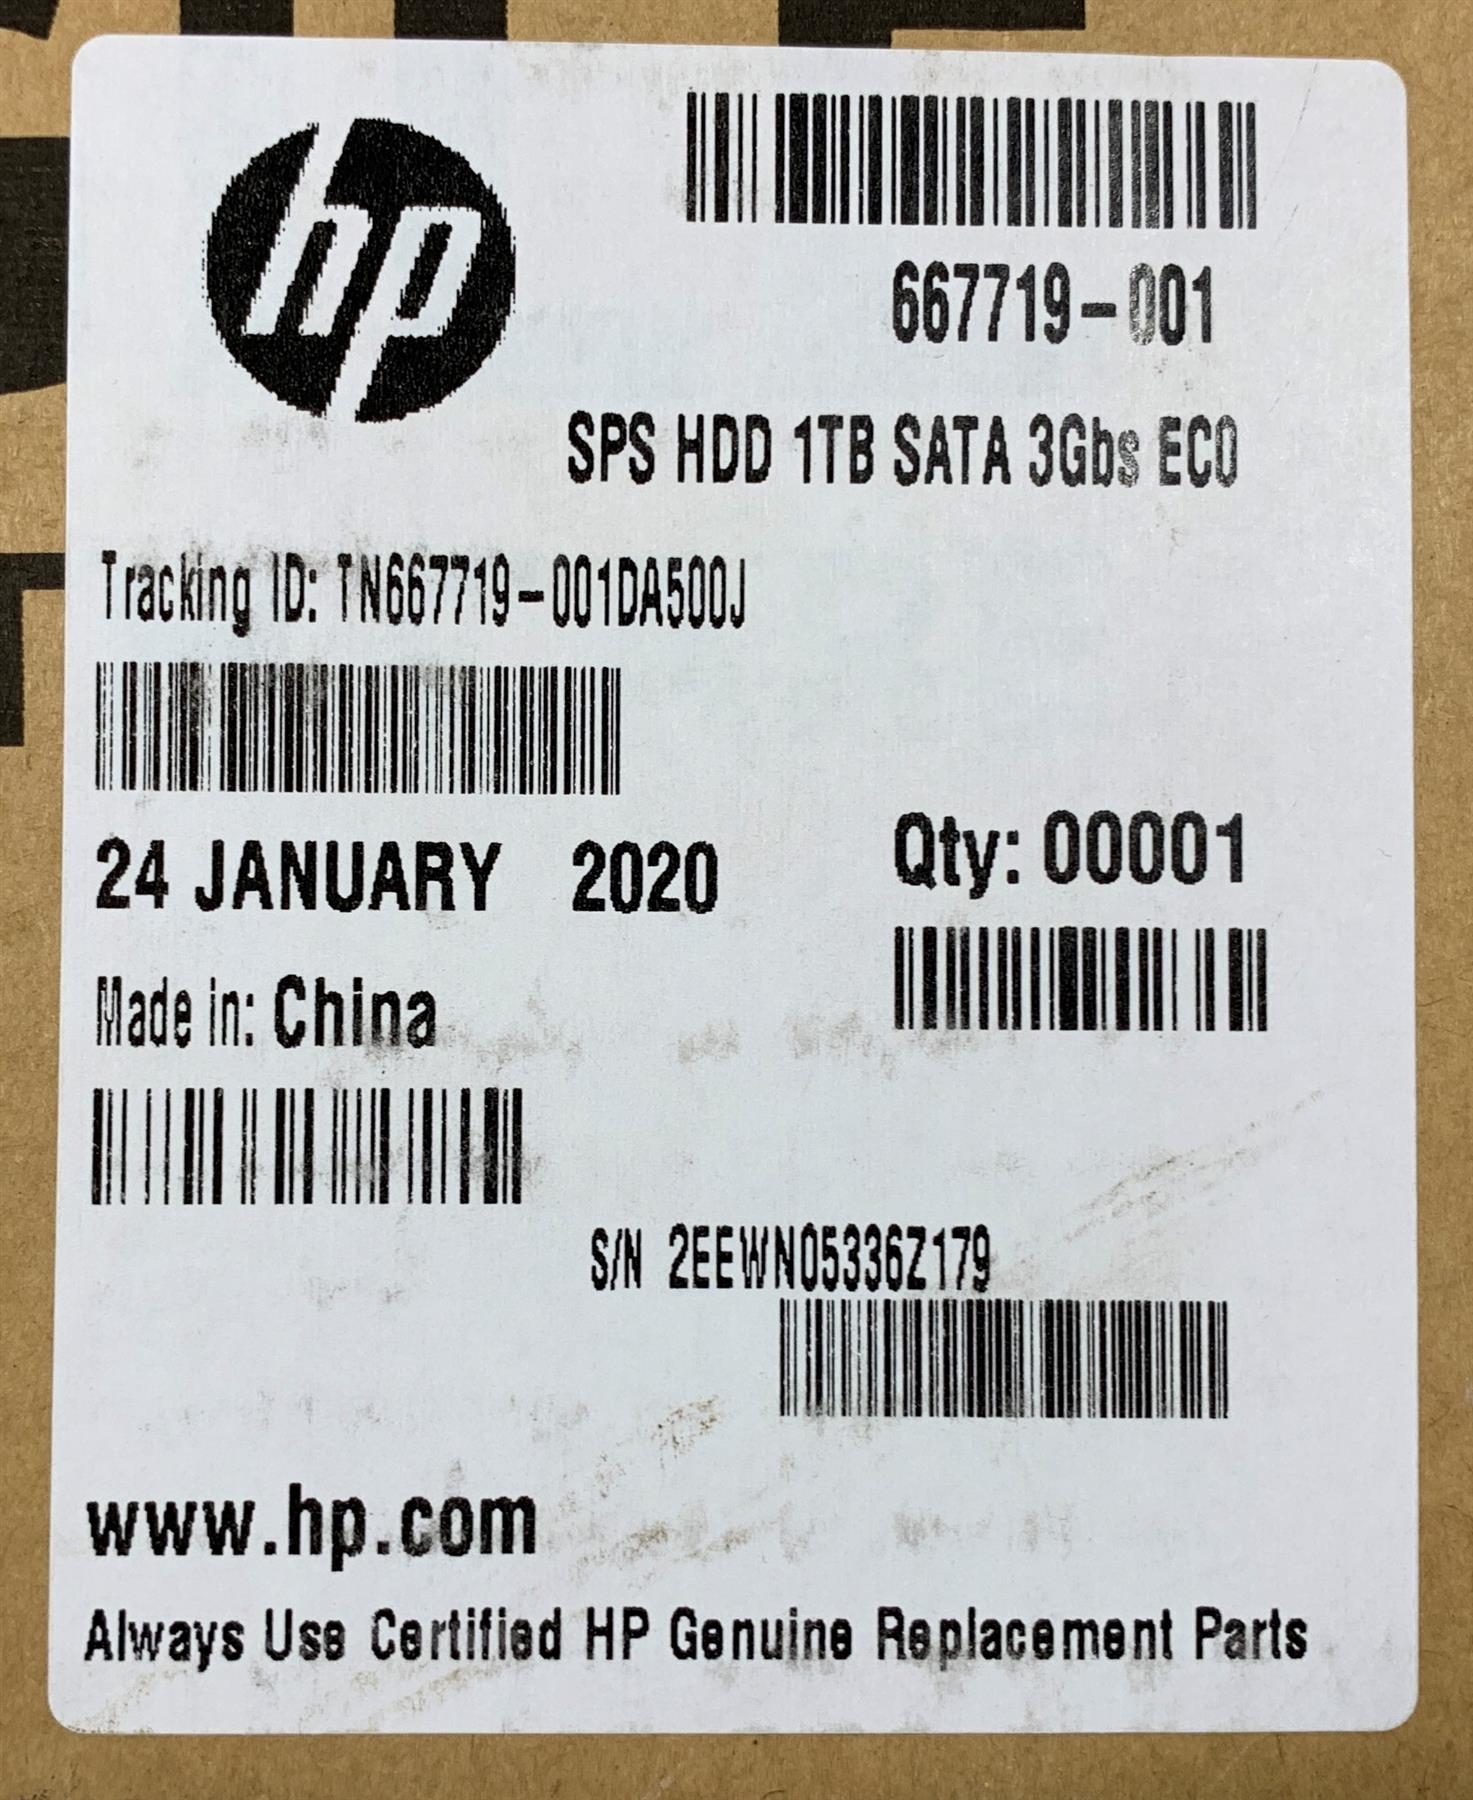 hp
667719-001
SPS HDD 1TB SATA 3Gbs ECO
Tracking ID: TN667719-001DA500J
24 JANUARY 2020
Qty: 00001
Made in: China
S/N 2EEWN05336Z179
www.hp.com
Always Use Certified HP Genuine Replacement Parts